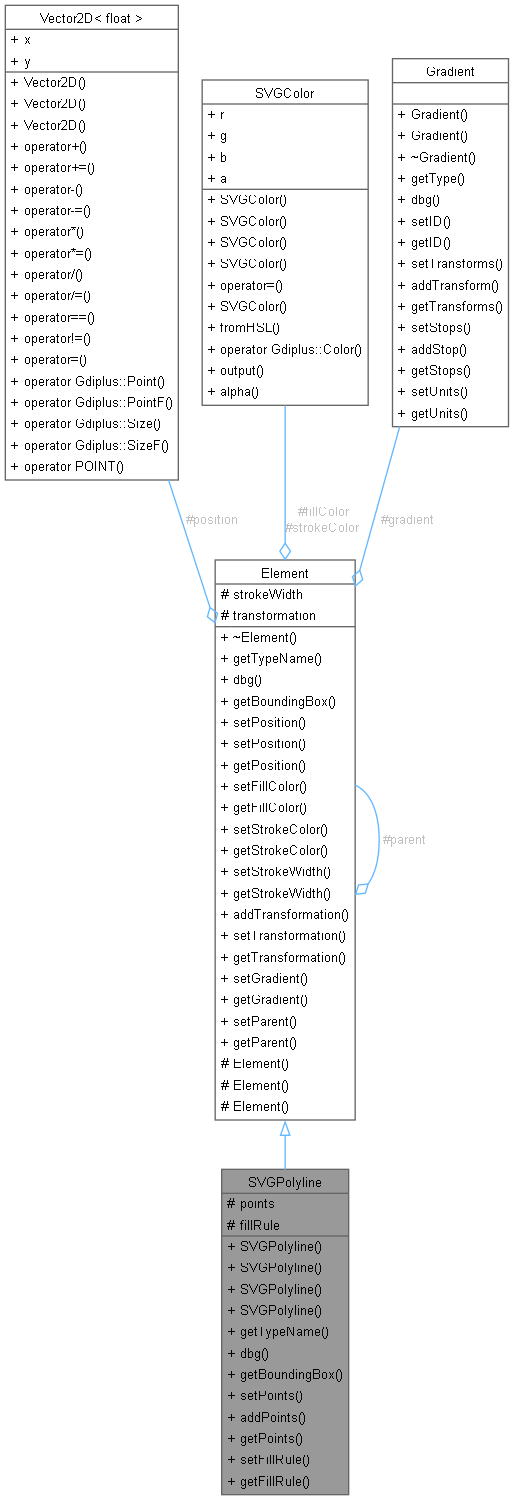 Vector2D< float >
+ x
+ y
+ Vector2D()
+ Vector2D()
+ Vector2D()
+ operator+()
+ operator+=()
+ operator-()
+ operator-=()
+ operator*()
+ operator*=()
+ operator/()
+ operator/=()
+ operator==()
+ operator!=()
+ operator=()
+ operator Gdiplus::Point()
+ operator Gdiplus::PointF()
+ operator Gdiplus::Size()
+ operator Gdiplus::SizeF()
+ operator POINT()
SVGColor
+ r
+ g
+ b
+ a
+ SVGColor()
+ SVGColor()
+ SVGColor()
+ SVGColor()
+ operator=()
+ SVGColor()
+ fromHSL()
+ operator Gdiplus::Color()
+ output()
+ alpha()
Gradient
+ Gradient()
+ Gradient()
+ ~Gradient()
+ getType()
+ dbg()
+ setID()
+ getID()
+ setTransforms()
+ addTransform()
+ getTransforms()
+ setStops()
+ addStop()
+ getStops()
+ setUnits()
+ getUnits()
#position
#fillColor
#strokeColor
#gradient
Element
# strokeWidth
# transformation
+ ~Element()
+ getTypeName()
+ dbg()
+ getBoundingBox()
+ setPosition()
+ setPosition()
+ getPosition()
+ setFillColor()
+ getFillColor()
+ setStrokeColor()
+ getStrokeColor()
+ setStrokeWidth()
+ getStrokeWidth()
+ addTransformation()
+ setTransformation()
+ getTransformation()
+ setGradient()
+ getGradient()
+ setParent()
+ getParent()
# Element()
# Element()
# Element()
#parent
SVGPolyline
# points
# fillRule
+ SVGPolyline()
+ SVGPolyline()
+ SVGPolyline()
+ SVGPolyline()
+ getTypeName()
+ dbg()
+ getBoundingBox()
+ setPoints()
+ addPoints()
+ getPoints()
+ setFillRule()
+ getFillRule()